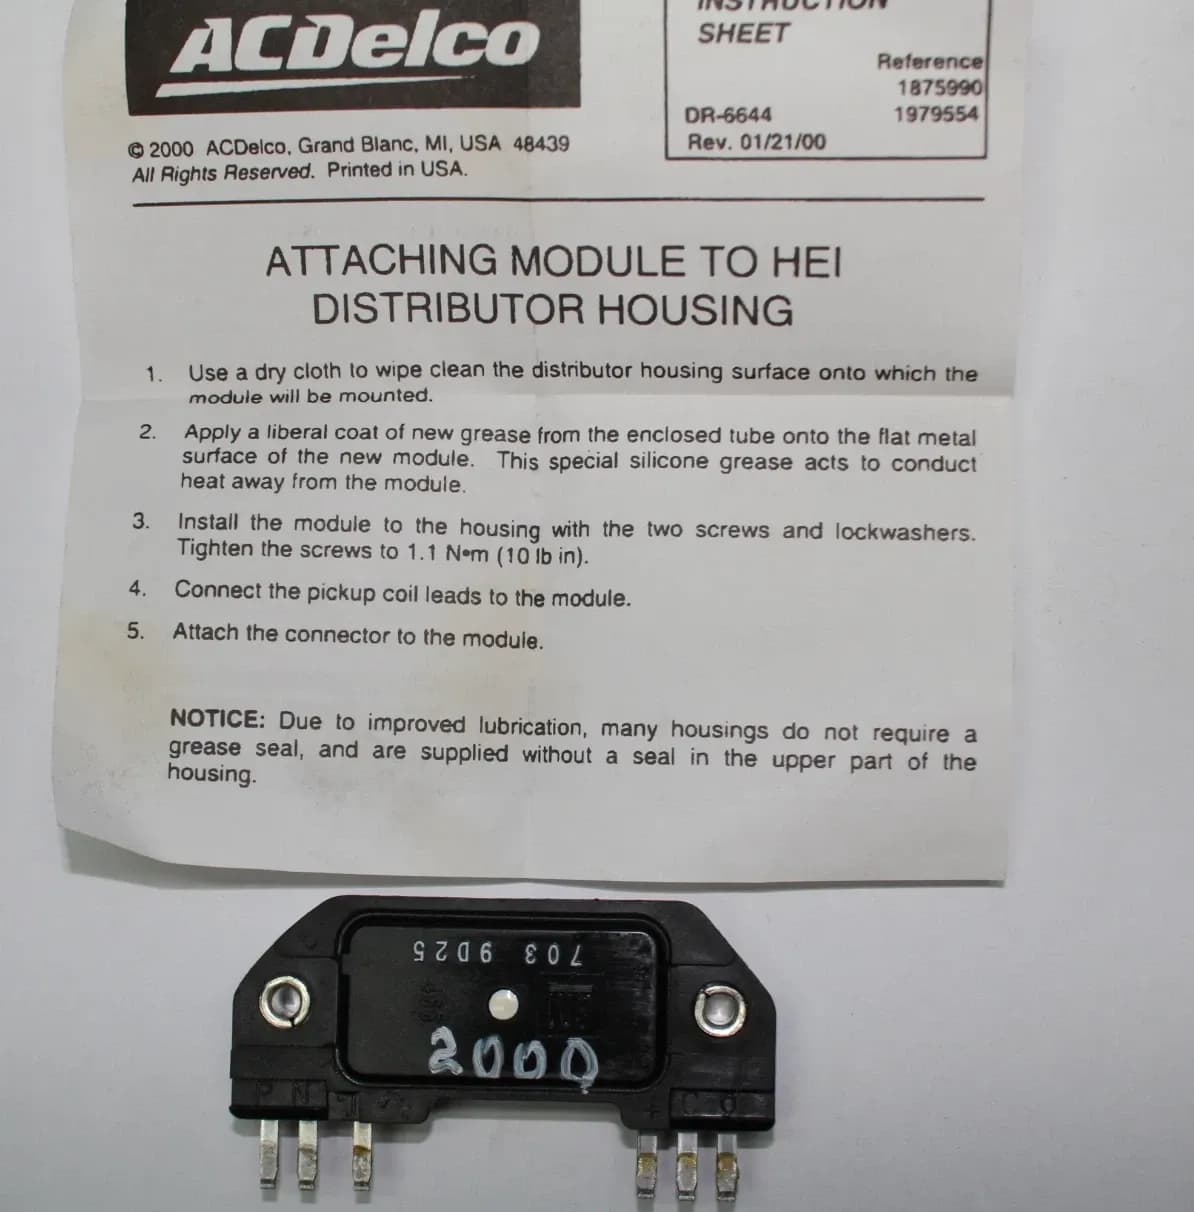 ACDelco
INSTRUCTION
SHEET
Reference
1875990
DR-6644 1979554
Rev. 01/21/00
© 2000 ACDelco, Grand Blanc, MI, USA 48439
All Rights Reserved. Printed in USA.
ATTACHING MODULE TO HEI
DISTRIBUTOR HOUSING
1. Use a dry cloth to wipe clean the distributor housing surface onto which the
module will be mounted.
2. Apply a liberal coat of new grease from the enclosed tube onto the flat metal
surface of the new module. This special silicone grease acts to conduct
heat away from the module.
3. Install the module to the housing with the two screws and lockwashers.
Tighten the screws to 1.1 N•m (10 lb in).
4. Connect the pickup coil leads to the module.
5. Attach the connector to the module.
NOTICE: Due to improved lubrication, many housings do not require a
grease seal, and are supplied without a seal in the upper part of the
housing.
703 9D25
2000
P N
+ C